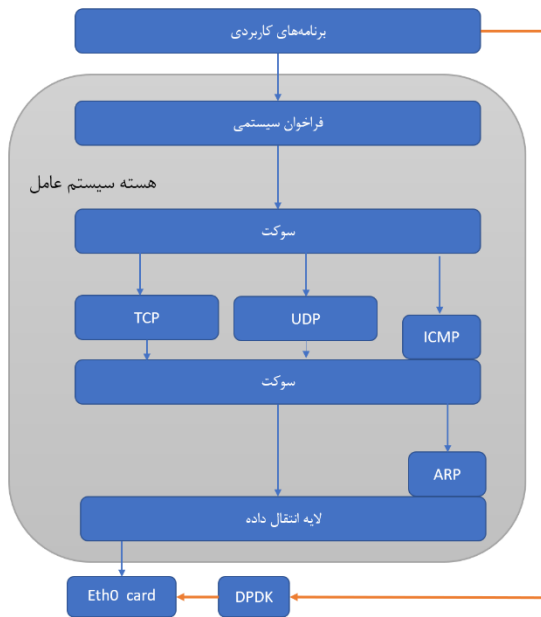 برنامه‌های کاربردی
فراخوان سیستمی
هسته سیستم عامل
سوکت
TCP
UDP
ICMP
سوکت
ARP
لایه انتقال داده
Eth0 card
DPDK